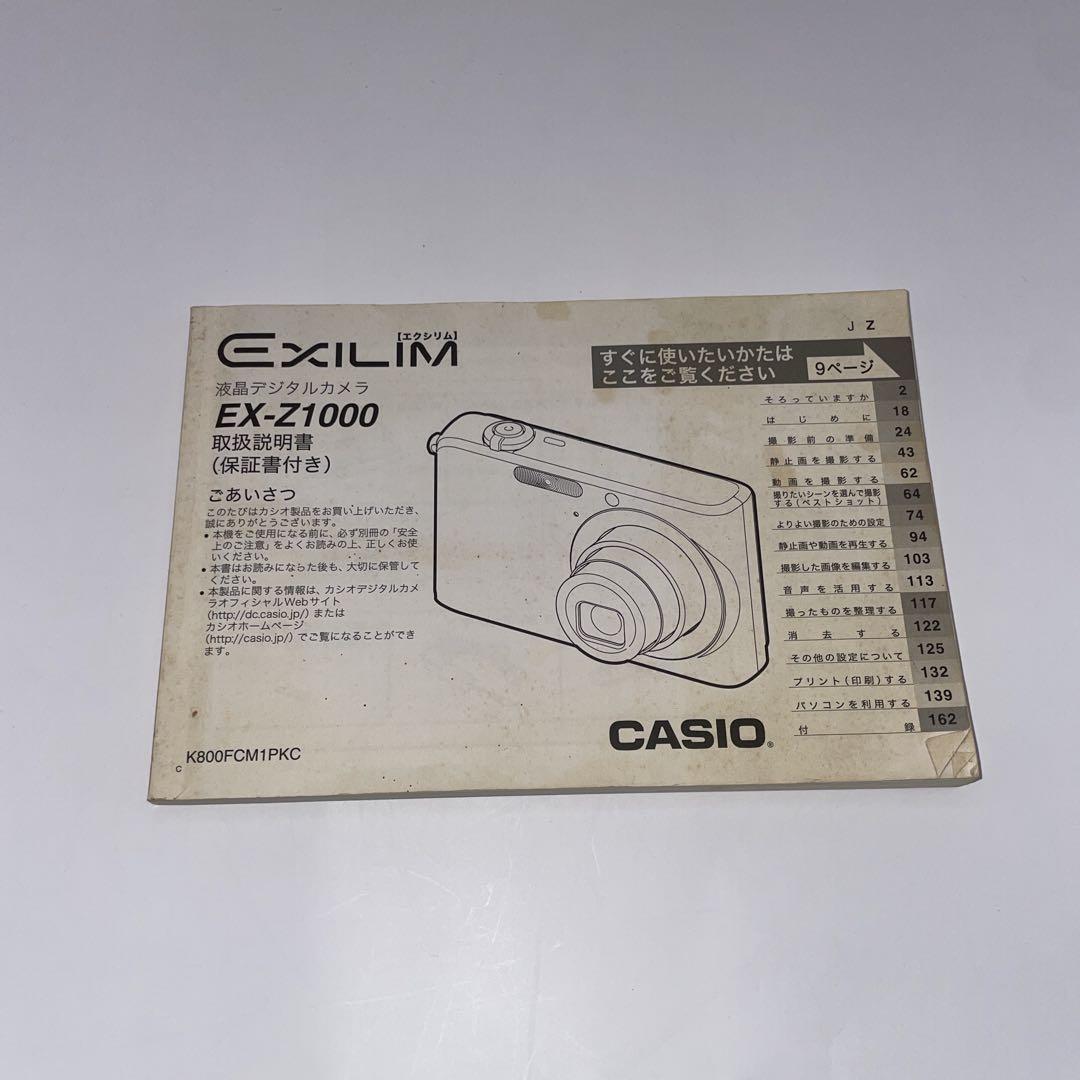 EXILIM
【エクシリム】
液晶デジタルカメラ
EX-Z1000
取扱説明書
(保証書付き)
ごあいさつ
このたびはカシオ製品をお買い上げいただき、
誠にありがとうございます。
• 本機をご使用になる前に、必ず別冊の「安全
上のご注意」をよくお読みの上、正しくお使
いください。
• 本書はお読みになった後も、大切に保管して
ください。
• 本製品に関する情報は、カシオデジタルカメ
ラオフィシャルWebサイト
(http://dc.casio.jp/) または
カシオホームページ
(http://casio.jp/) でご覧になることができ
ます。
K800FCM1PKC
C
J Z
すぐに使いたいかたは
ここをご覧ください
9ページ
そろっていますか 2
はじめに 18
撮影前の準備 24
静止画を撮影する 43
動画を撮影する 62
撮りたいシーンを選んで撮影
する(ベストショット) 64
よりよい撮影のための設定 74
静止画や動画を再生する 94
撮影した画像を編集する 103
音声を活用する 113
撮ったものを整理する 117
消去する 122
その他の設定について 125
プリント(印刷)する 132
パソコンを利用する 139
付録 162
CASIO®